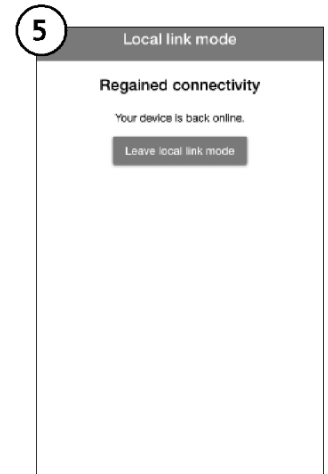 5
Local link mode
Regained connectivity
Your device is back online.
Leave local link mode